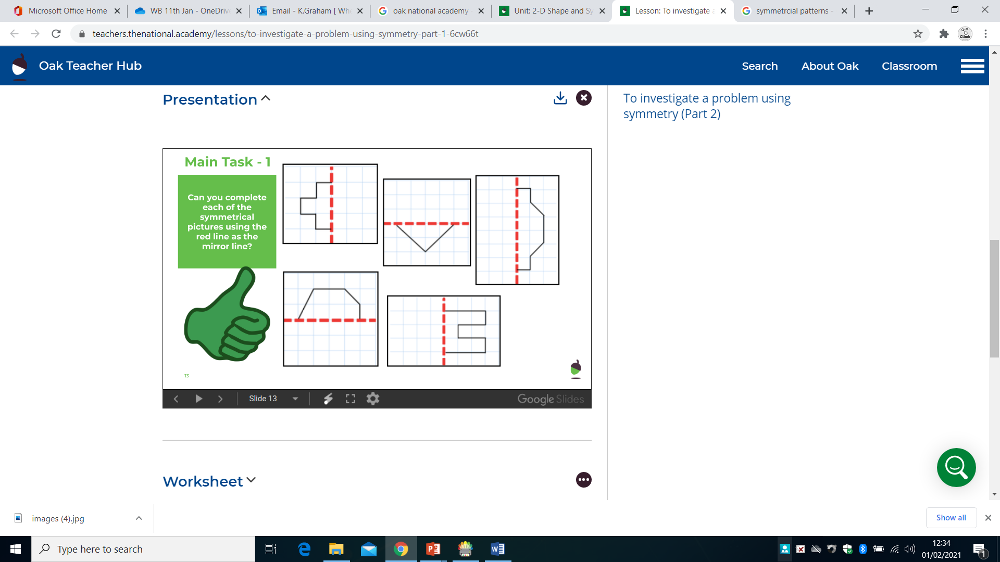 Microsoft Office Home
WB 11th Jan - OneDriv
Email - K.Graham [ Wh
oak national academy
Unit: 2-D Shape and Sy
Lesson: To investigate a
symmetrcial patterns -
teachers.thenational.academy/lessons/to-investigate-a-problem-using-symmetry-part-1-6cw66t
Climb
Oak Teacher Hub
Search
About Oak
Classroom
Presentation
To investigate a problem using
symmetry (Part 2)
Main Task - 1
Can you complete
each of the
symmetrical
pictures using the
red line as the
mirror line?
13
Slide 13
Google Slides
Worksheet
images (4).jpg
Show all
Type here to search
12:34
01/02/2021
1